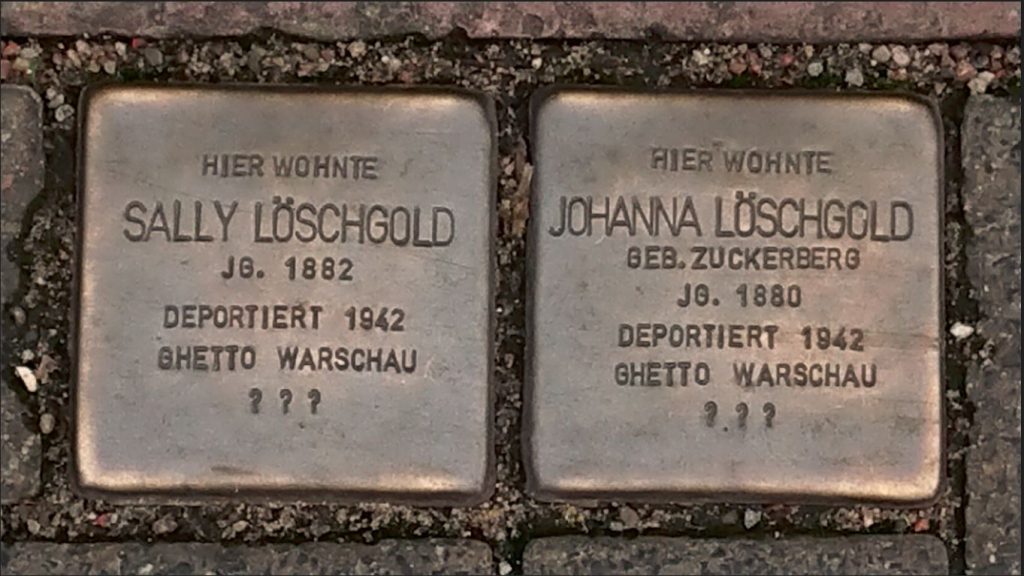 HIER WOHNTE
SALLY LÖSCHGOLD
JG. 1882
DEPORTIERT 1942
GHETTO WARSCHAU
? ? ?
HIER WOHNTE
JOHANNA LÖSCHGOLD
GEB. ZUCKERBERG
JG. 1880
DEPORTIERT 1942
GHETTO WARSCHAU
? ? ?